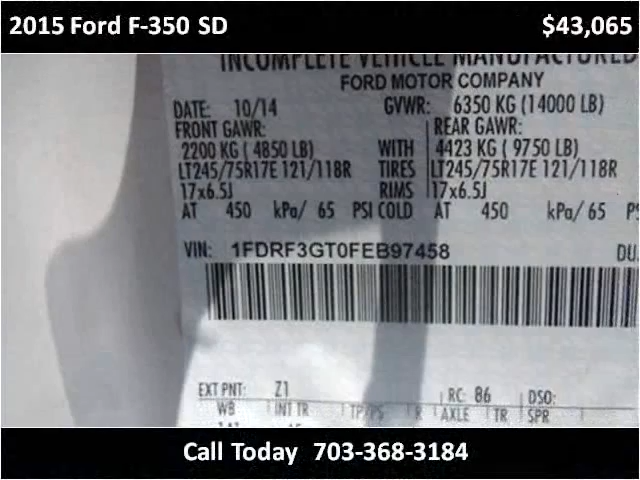 2015 Ford F-350 SD $43,065
INCOMPLETE VEHICLE MANUFACTURED
FORD MOTOR COMPANY
DATE: 10/14 GVWR: 6350 KG (14000 LB)
FRONT GAWR: REAR GAWR:
2200 KG ( 4850 LB) WITH 4423 KG ( 9750 LB)
LT245/75R17E 121/118R TIRES LT245/75R17E 121/118R
17x6.5J RIMS 17x6.5J
AT 450 kPa/ 65 PSI COLD AT 450 kPa/ 65 PS
VIN: 1FDRF3GT0FEB97458 DU
EXT PNT: Z1 RC: 86 DSO:
WB INT TR TP/PS R AXLE TR SPR
Call Today 703-368-3184